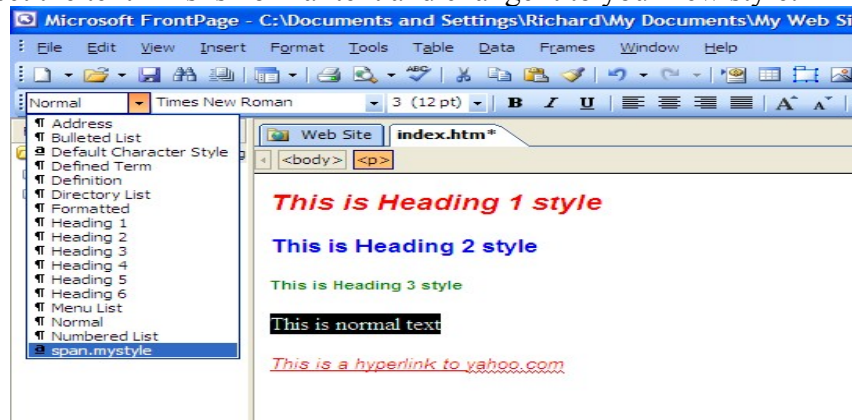 Microsoft FrontPage - C:\Documents and Settings\Richard\My Documents\My Web Si
File Edit View Insert Format Tools Table Data Frames Window Help
Normal Times New Roman 3 (12 pt) B I U A A
Web Site index.htm*
<body> <p>
¶ Address
¶ Bulleted List
a Default Character Style
¶ Defined Term
¶ Definition
¶ Directory List
¶ Formatted
¶ Heading 1
¶ Heading 2
¶ Heading 3
¶ Heading 4
¶ Heading 5
¶ Heading 6
¶ Menu List
¶ Normal
¶ Numbered List
a span.mystyle
This is Heading 1 style
This is Heading 2 style
This is Heading 3 style
This is normal text
This is a hyperlink to yahoo.com